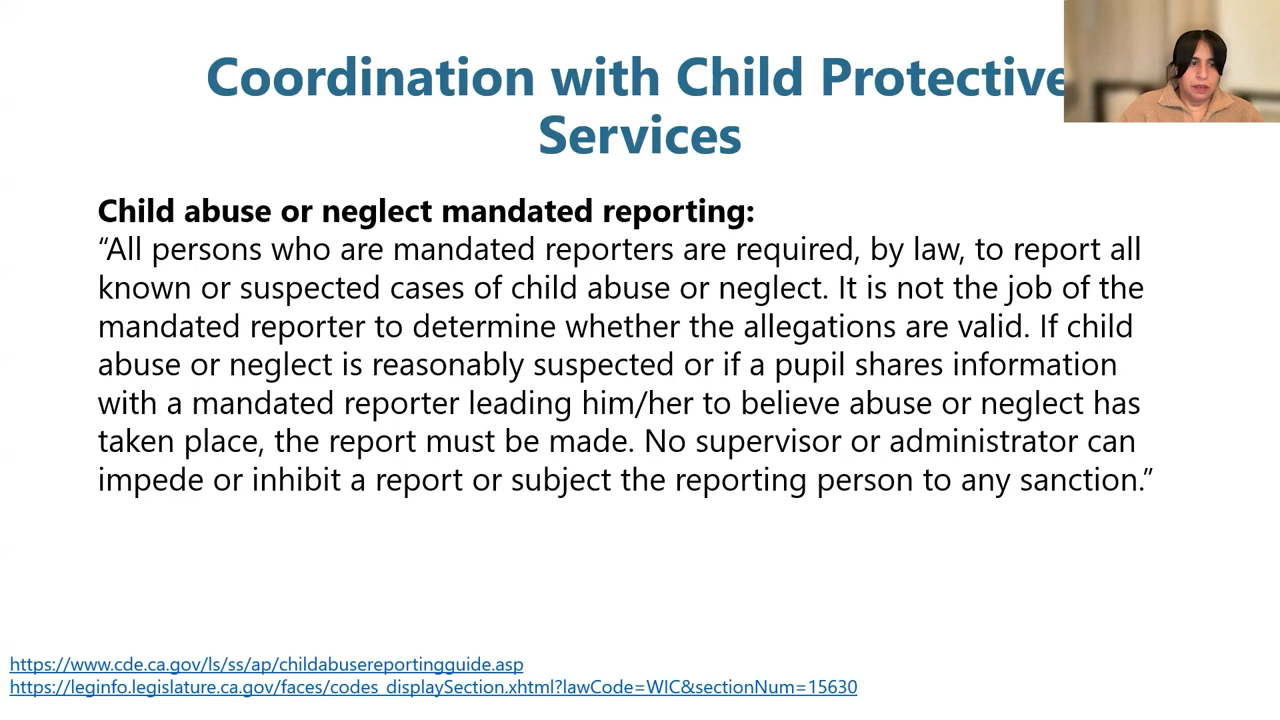 Coordination with Child Protective
Services
Child abuse or neglect mandated reporting:
“All persons who are mandated reporters are required, by law, to report all
known or suspected cases of child abuse or neglect. It is not the job of the
mandated reporter to determine whether the allegations are valid. If child
abuse or neglect is reasonably suspected or if a pupil shares information
with a mandated reporter leading him/her to believe abuse or neglect has
taken place, the report must be made. No supervisor or administrator can
impede or inhibit a report or subject the reporting person to any sanction.”
https://www.cde.ca.gov/ls/ss/ap/childabusereportingguide.asp
https://leginfo.legislature.ca.gov/faces/codes_displaySection.xhtml?lawCode=WIC&sectionNum=15630